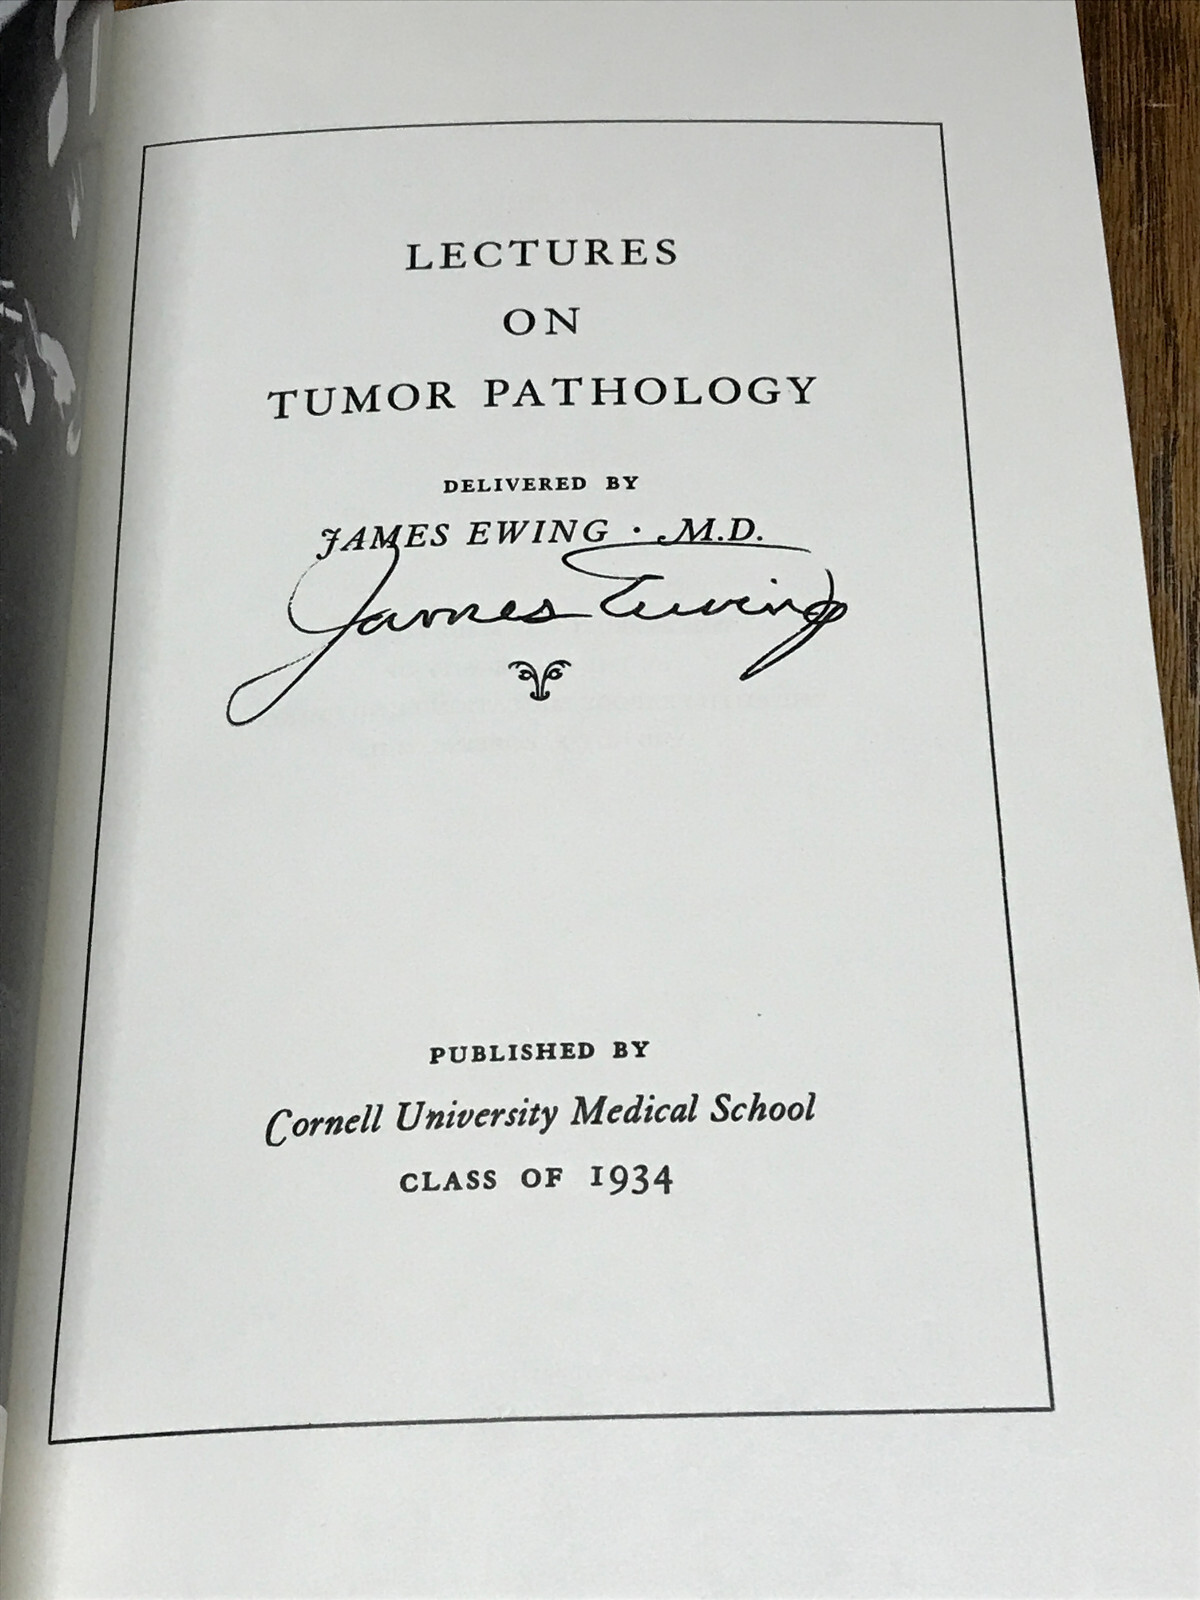 LECTURES
ON
TUMOR PATHOLOGY
DELIVERED BY
JAMES EWING · M.D.
James Ewing
PUBLISHED BY
Cornell University Medical School
CLASS OF 1934